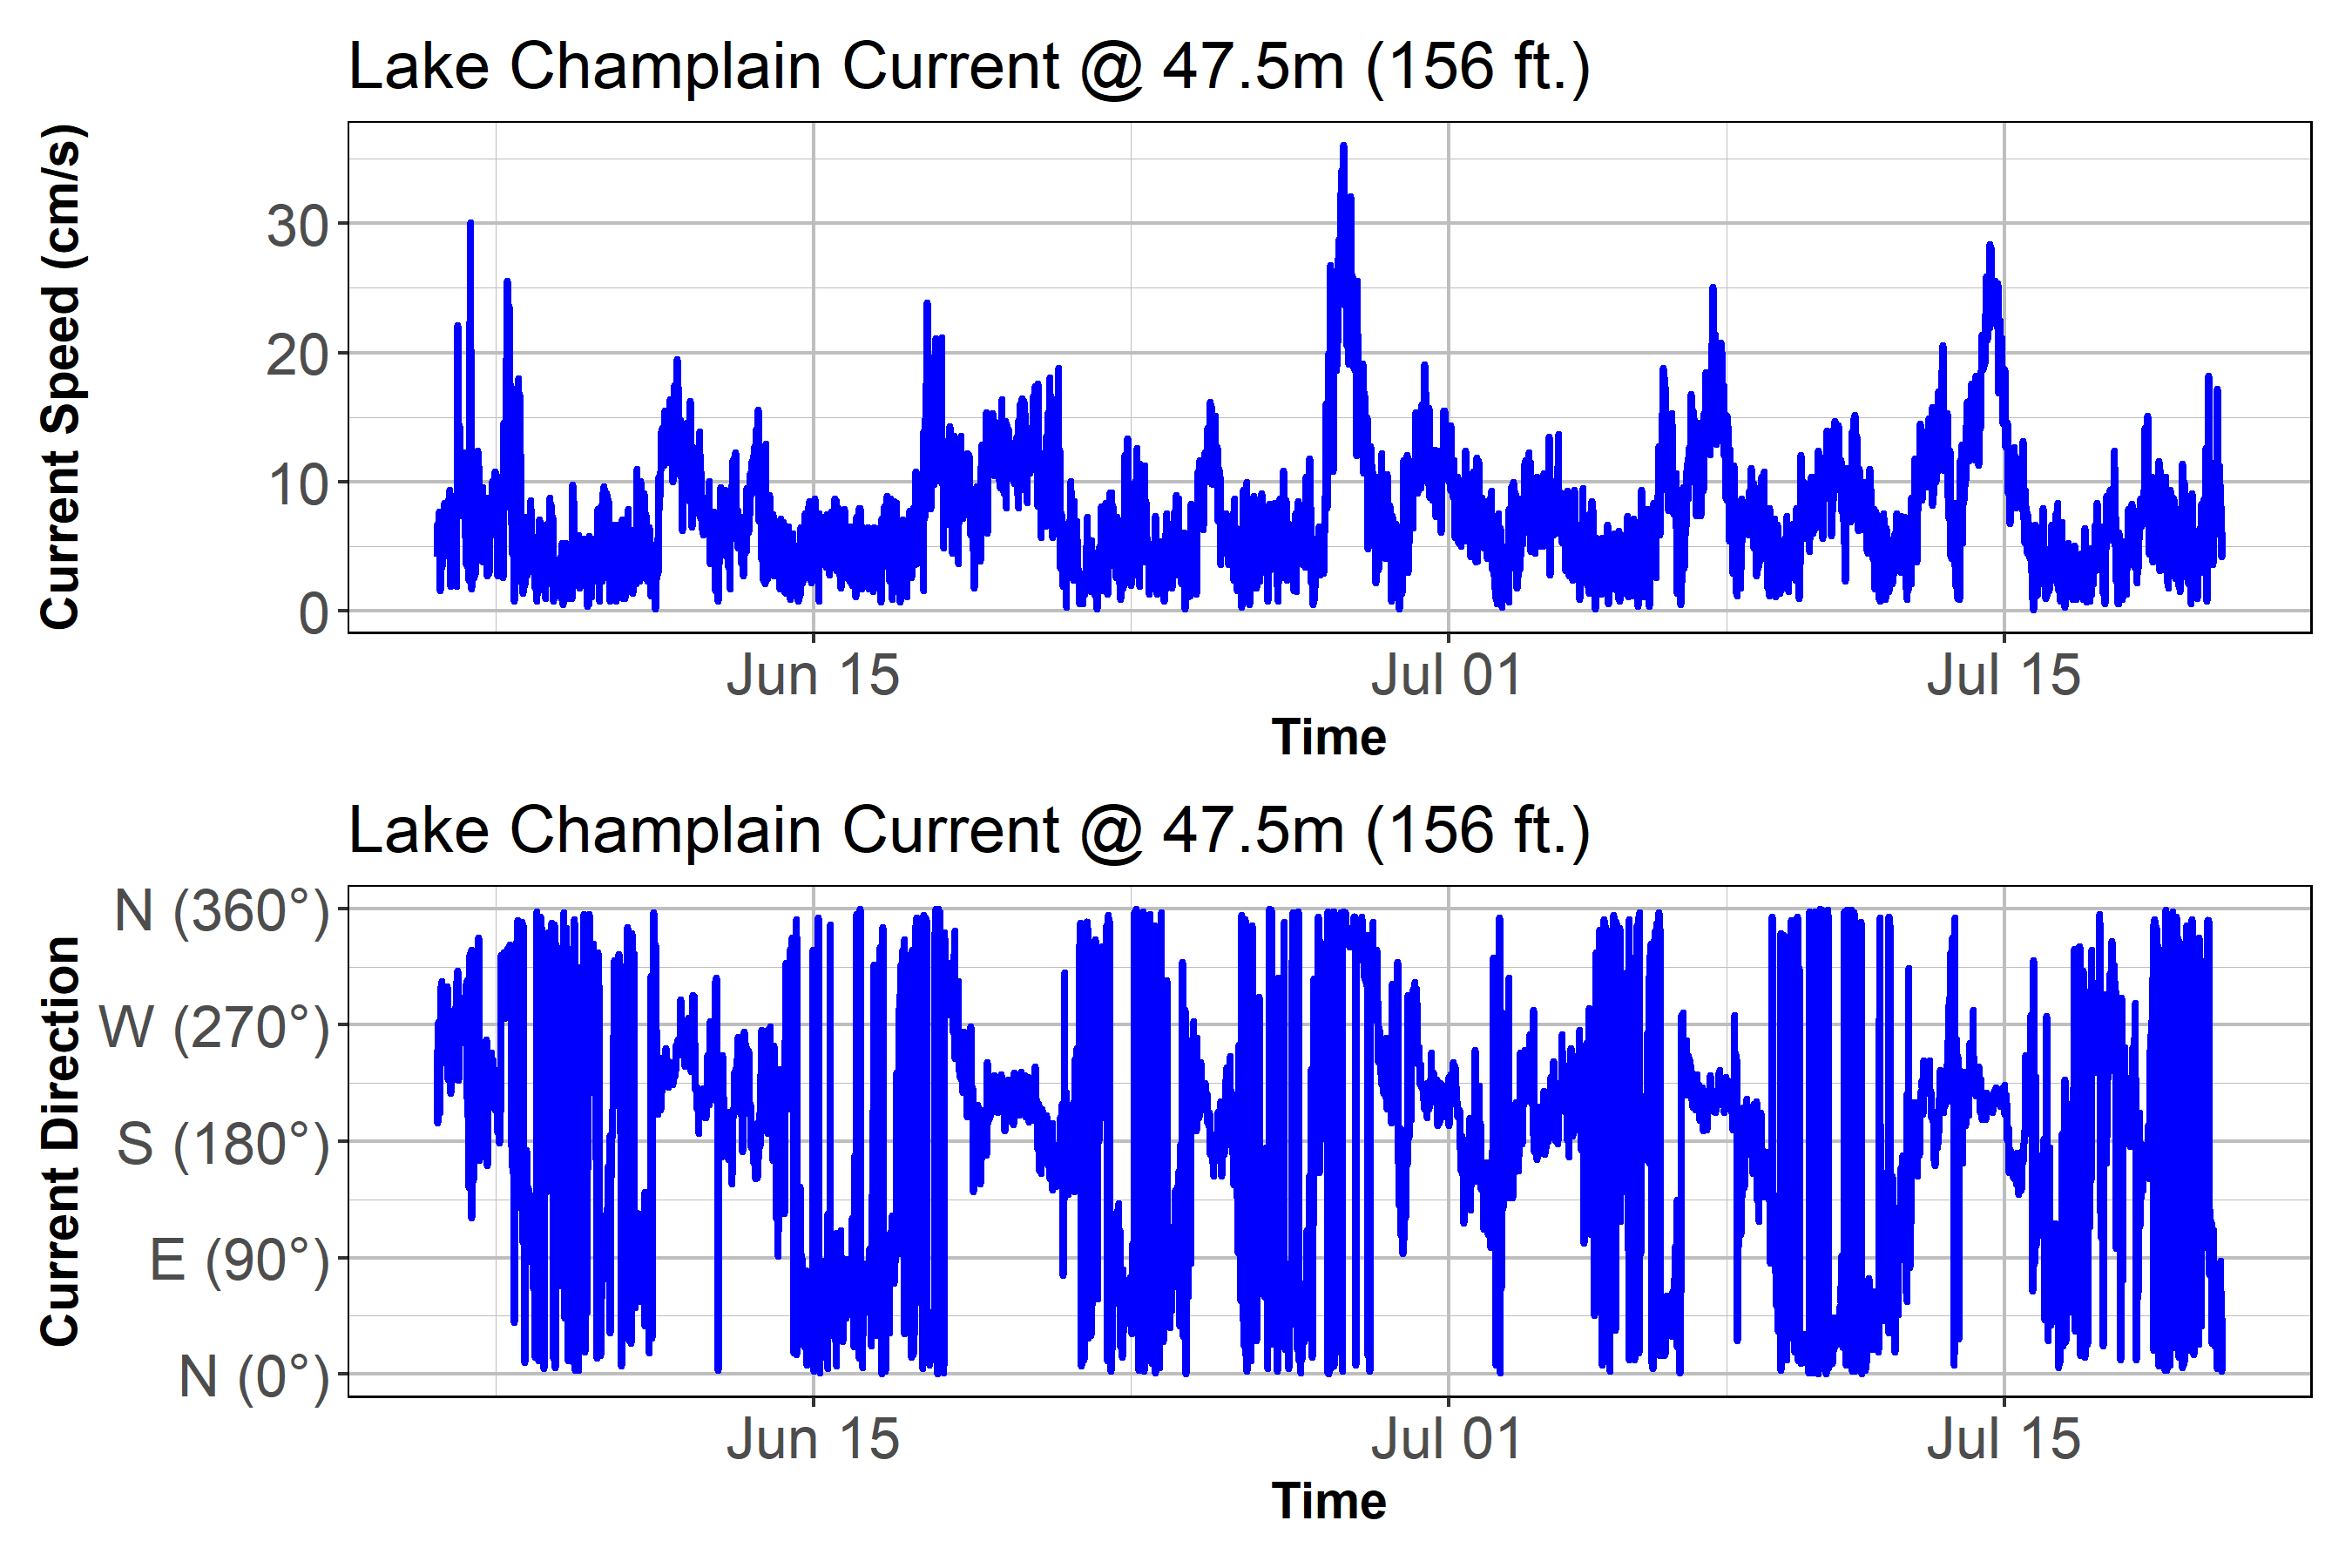 Lake Champlain Current @ 47.5m (156 ft.)
Current Speed (cm/s)
30
20
10
0
Jun 15 Jul 01 Jul 15
Time
Lake Champlain Current @ 47.5m (156 ft.)
Current Direction
N (360°)
W (270°)
S (180°)
E (90°)
N (0°)
Jun 15 Jul 01 Jul 15
Time